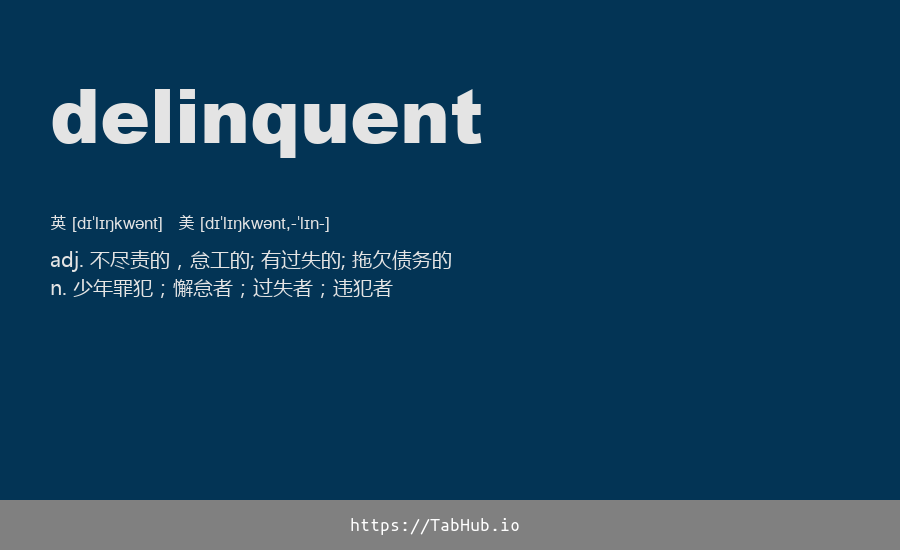 delinquent
英 [dɪˈlɪŋkwənt] 美 [dɪˈlɪŋkwənt,-ˈlɪn-]
adj. 不尽责的，怠工的; 有过失的; 拖欠债务的
n. 少年罪犯；懈怠者；过失者；违犯者
https://TabHub.io